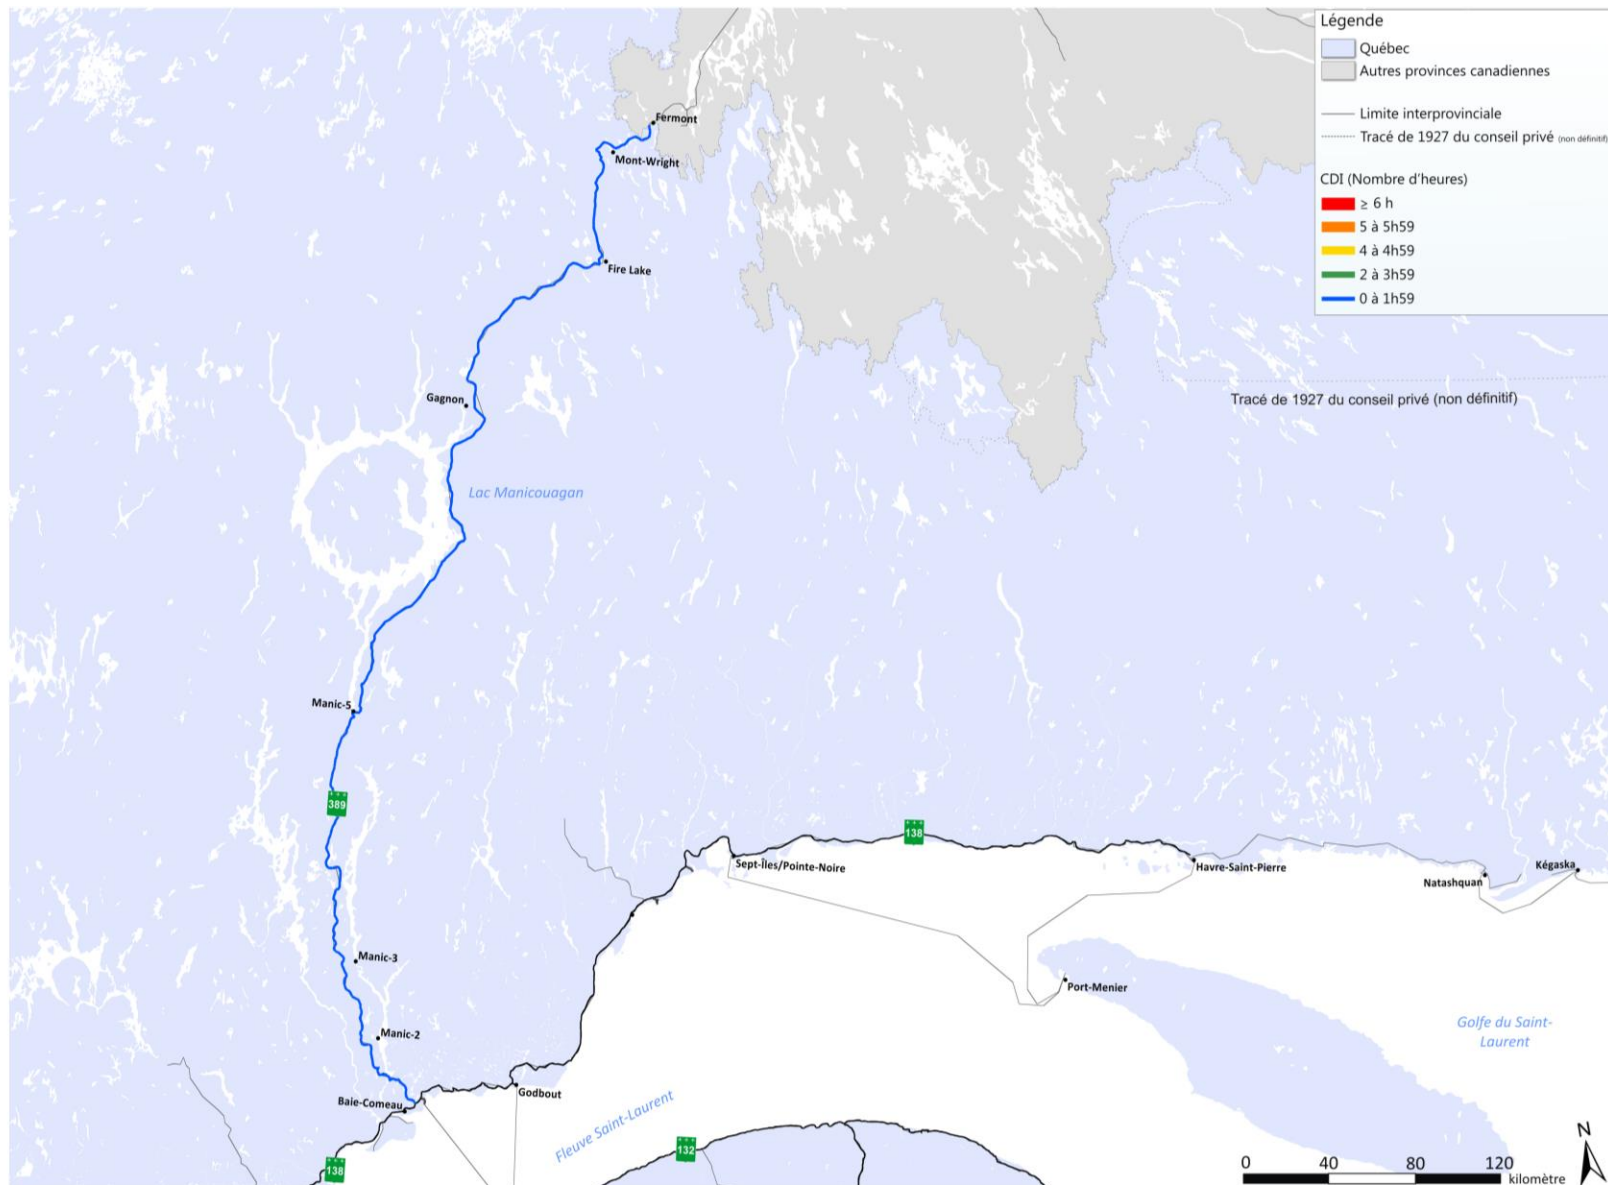 Légende
Québec
Autres provinces canadiennes
Limite interprovinciale
Tracé de 1927 du conseil privé (non définitif)
CDI (Nombre d'heures)
≥ 6 h
5 à 5h59
4 à 4h59
2 à 3h59
0 à 1h59
Fermont
Mont-Wright
Fire Lake
Gagnon
Tracé de 1927 du conseil privé (non définitif)
Lac Manicouagan
Manic-5
389
138
Sept-Îles/Pointe-Noire
Havre-Saint-Pierre
Natashquan
Kégaska
Manic-3
Port-Menier
Manic-2
Golfe du Saint-
Laurent
Godbout
Baie-Comeau
Fleuve Saint-Laurent
132
138
N
0 40 80 120
kilomètre